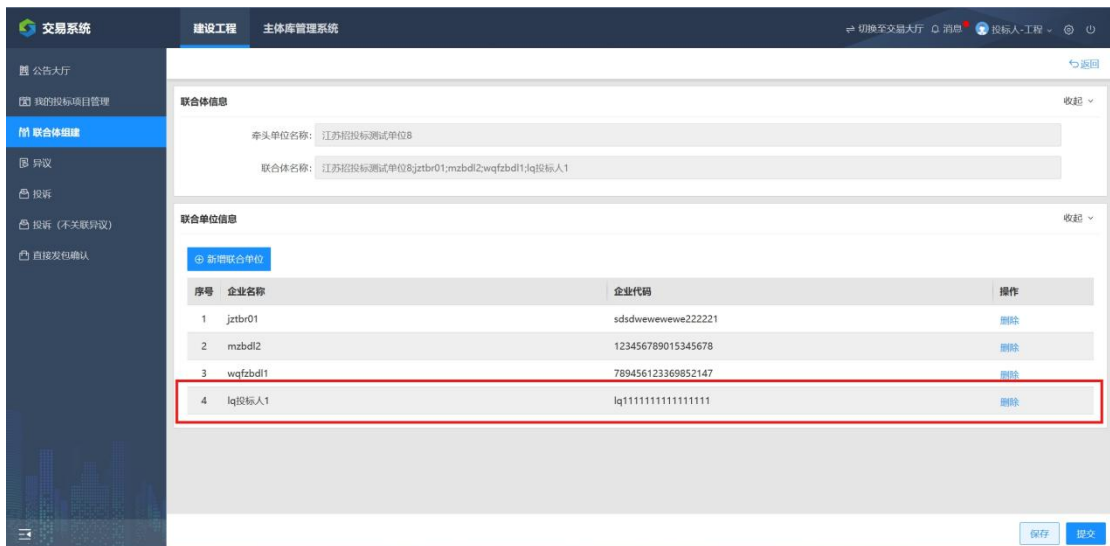 交易系统 建设工程 主体库管理系统 切换至交易大厅 消息 投标人-工程
公告大厅
返回
我的投标项目管理
联合体信息 收起
联合体组建
牵头单位名称: 江苏招投标测试单位8
异议
联合体名称: 江苏招投标测试单位8;jztbr01;mzbdl2;wqfzbdl1;lq投标人1
投诉
投诉（不关联异议）
联合单位信息 收起
直接发包确认
新增联合单位
序号 企业名称 企业代码 操作
1 jztbr01 sdsdwewewewe222221 删除
2 mzbdl2 123456789015345678 删除
3 wqfzbdl1 789456123369852147 删除
4 lq投标人1 lq1111111111111111 删除
保存 提交